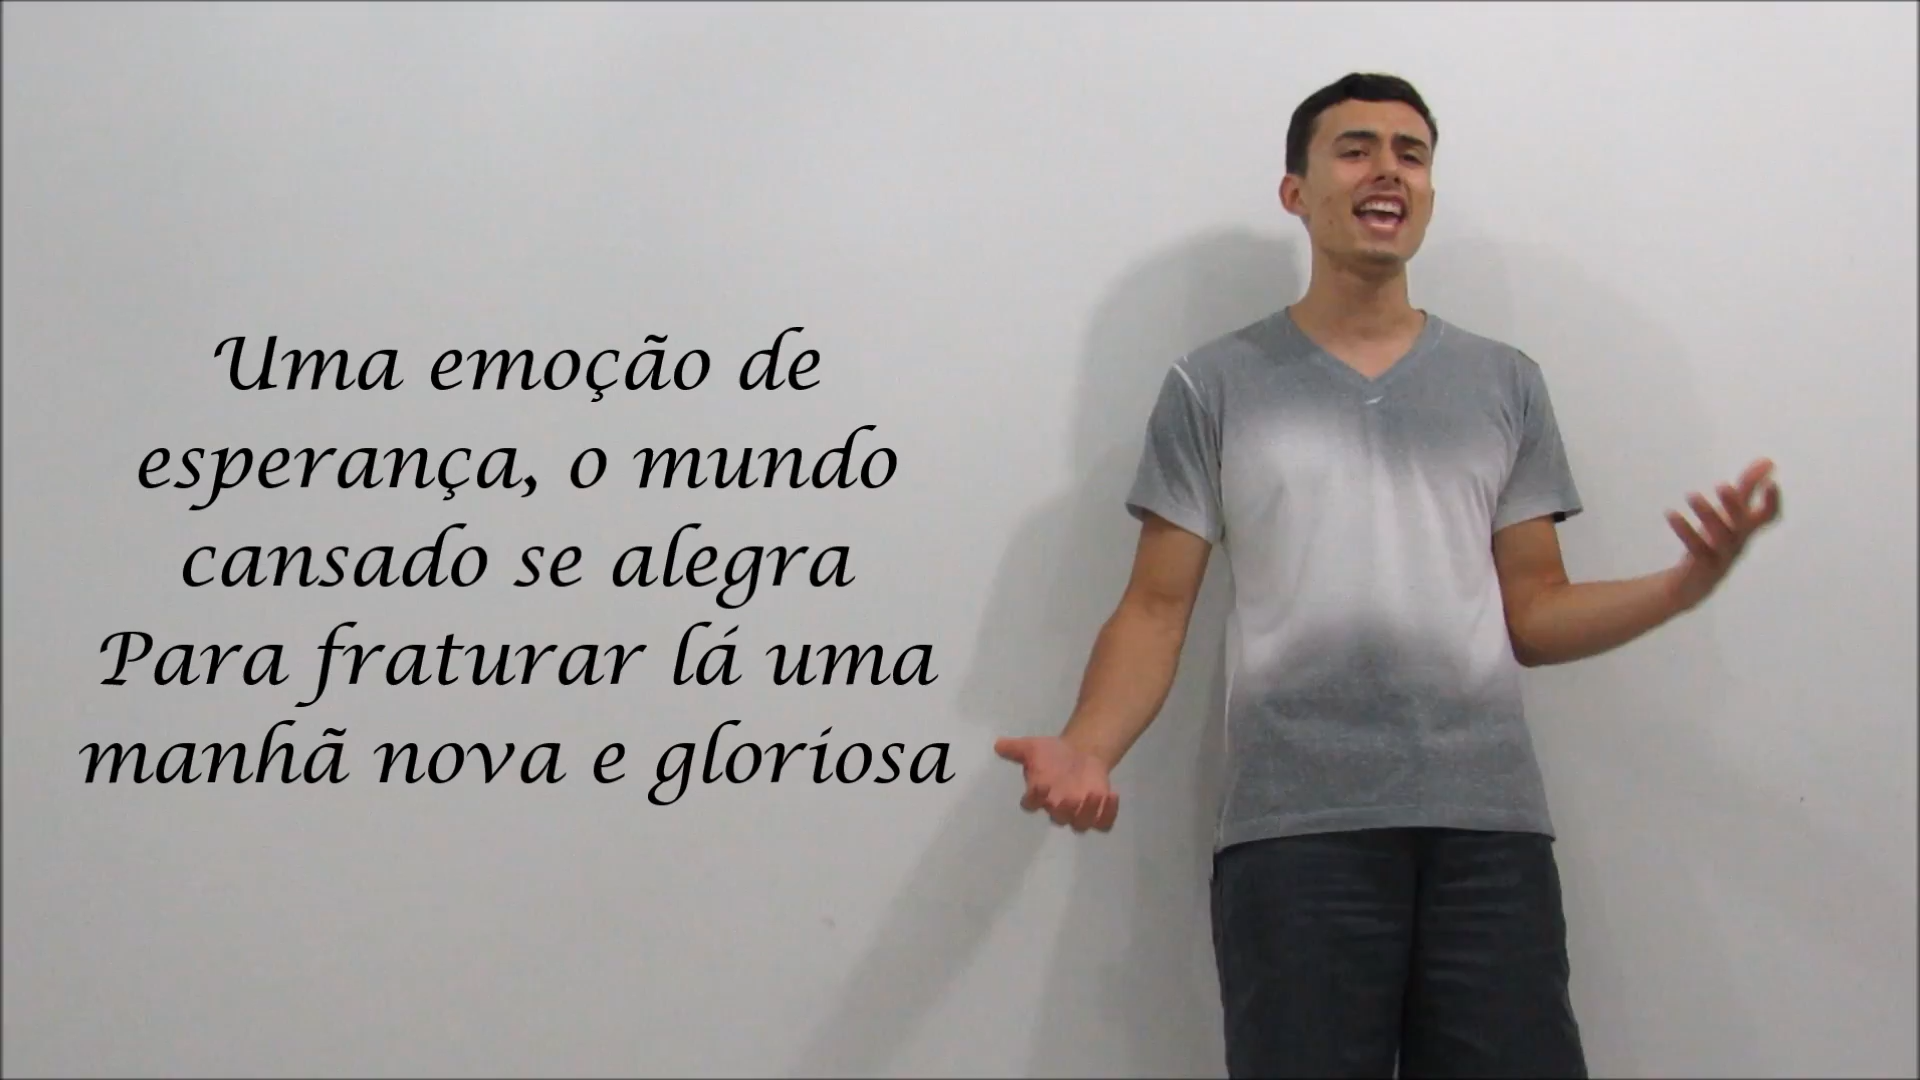 Uma emoção de
esperança, o mundo
cansado se alegra
Para fraturar lá uma
manhã nova e gloriosa